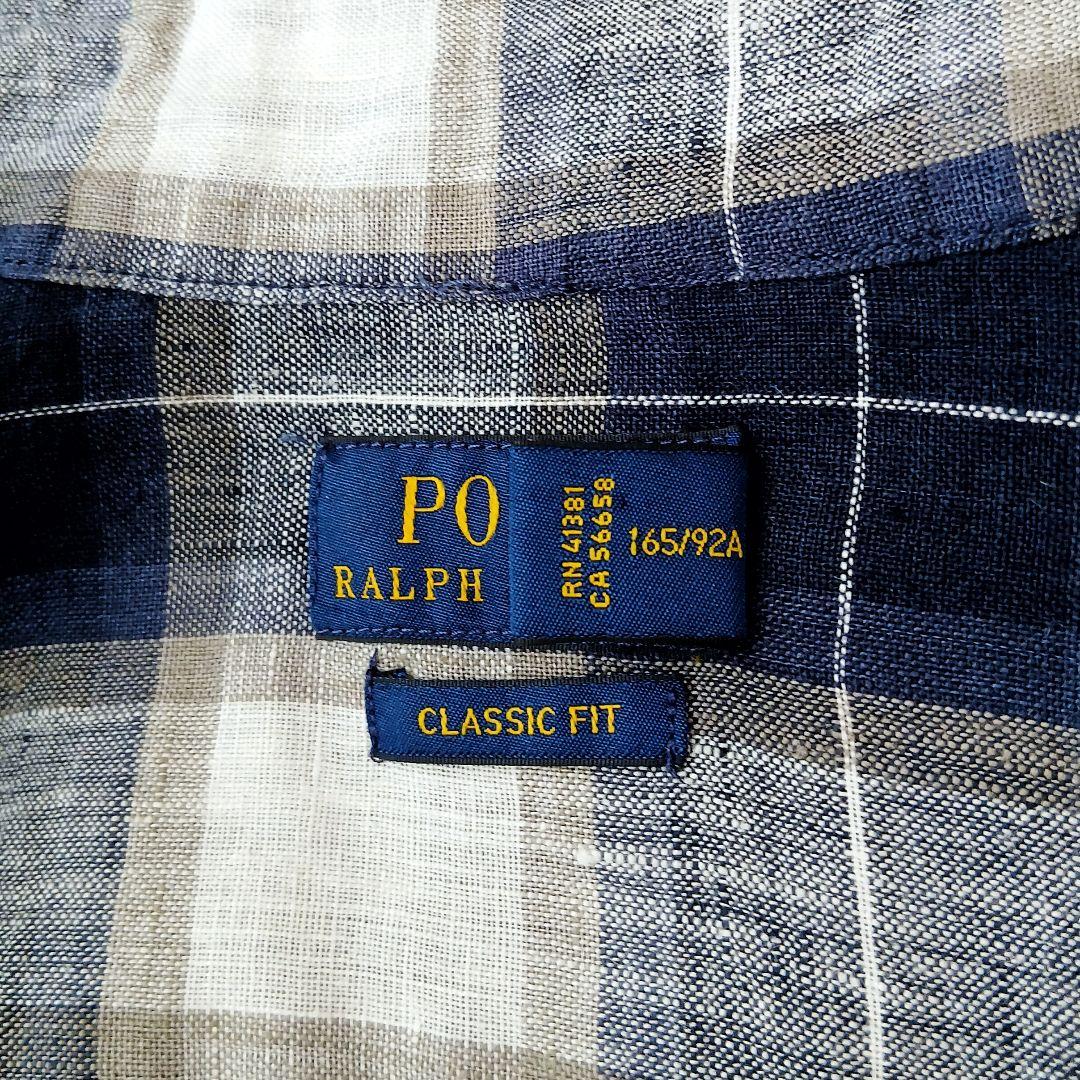 PO
RALPH
RN 41381
CA 56658
165/92A
CLASSIC FIT